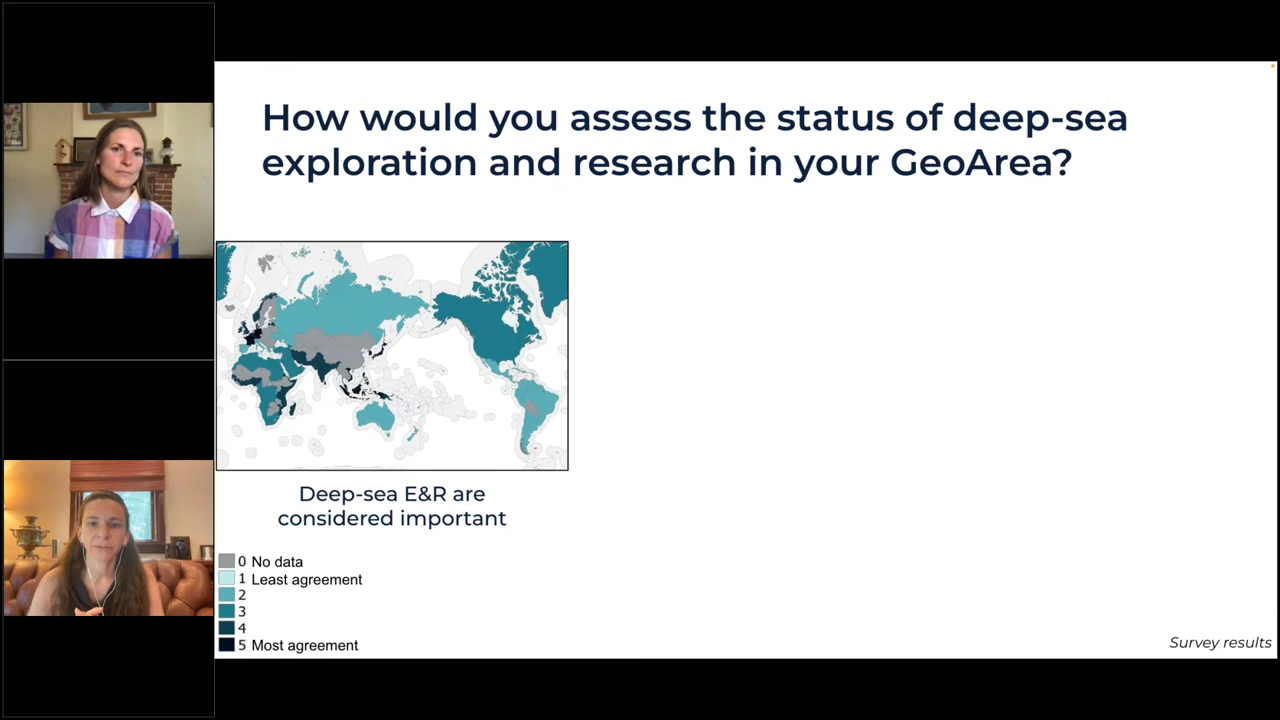 How would you assess the status of deep-sea
exploration and research in your GeoArea?
Deep-sea E&R are
considered important
0 No data
1 Least agreement
2
3
4
5 Most agreement
Survey results